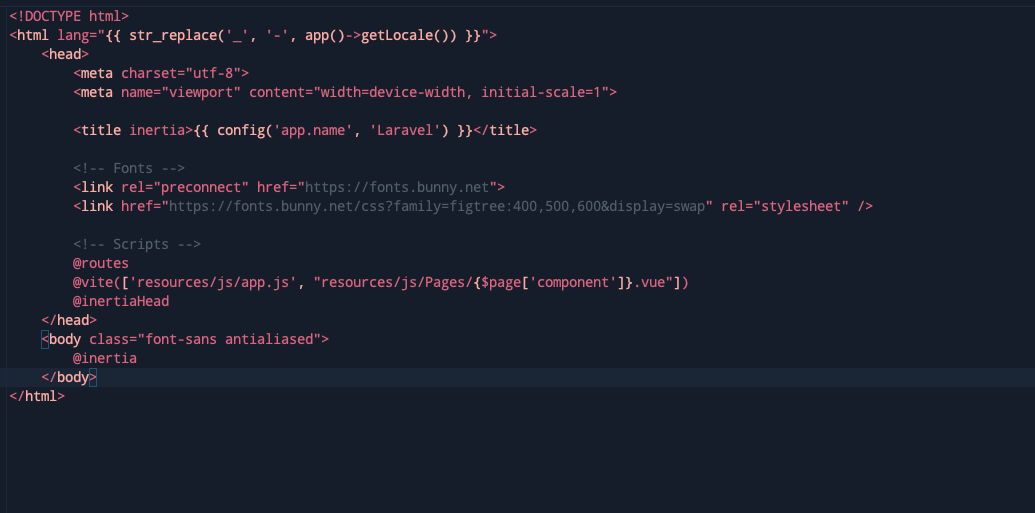 <!DOCTYPE html>
<html lang="{{ str_replace('_', '-', app()->getLocale()) }}">
    <head>
        <meta charset="utf-8">
        <meta name="viewport" content="width=device-width, initial-scale=1">

        <title inertia>{{ config('app.name', 'Laravel') }}</title>

        <!-- Fonts -->
        <link rel="preconnect" href="https://fonts.bunny.net">
        <link href="https://fonts.bunny.net/css?family=figtree:400,500,600&display=swap" rel="stylesheet" />

        <!-- Scripts -->
        @routes
        @vite(['resources/js/app.js', "resources/js/Pages/{$page['component']}.vue"])
        @inertiaHead
    </head>
    <body class="font-sans antialiased">
        @inertia
    </body>
</html>